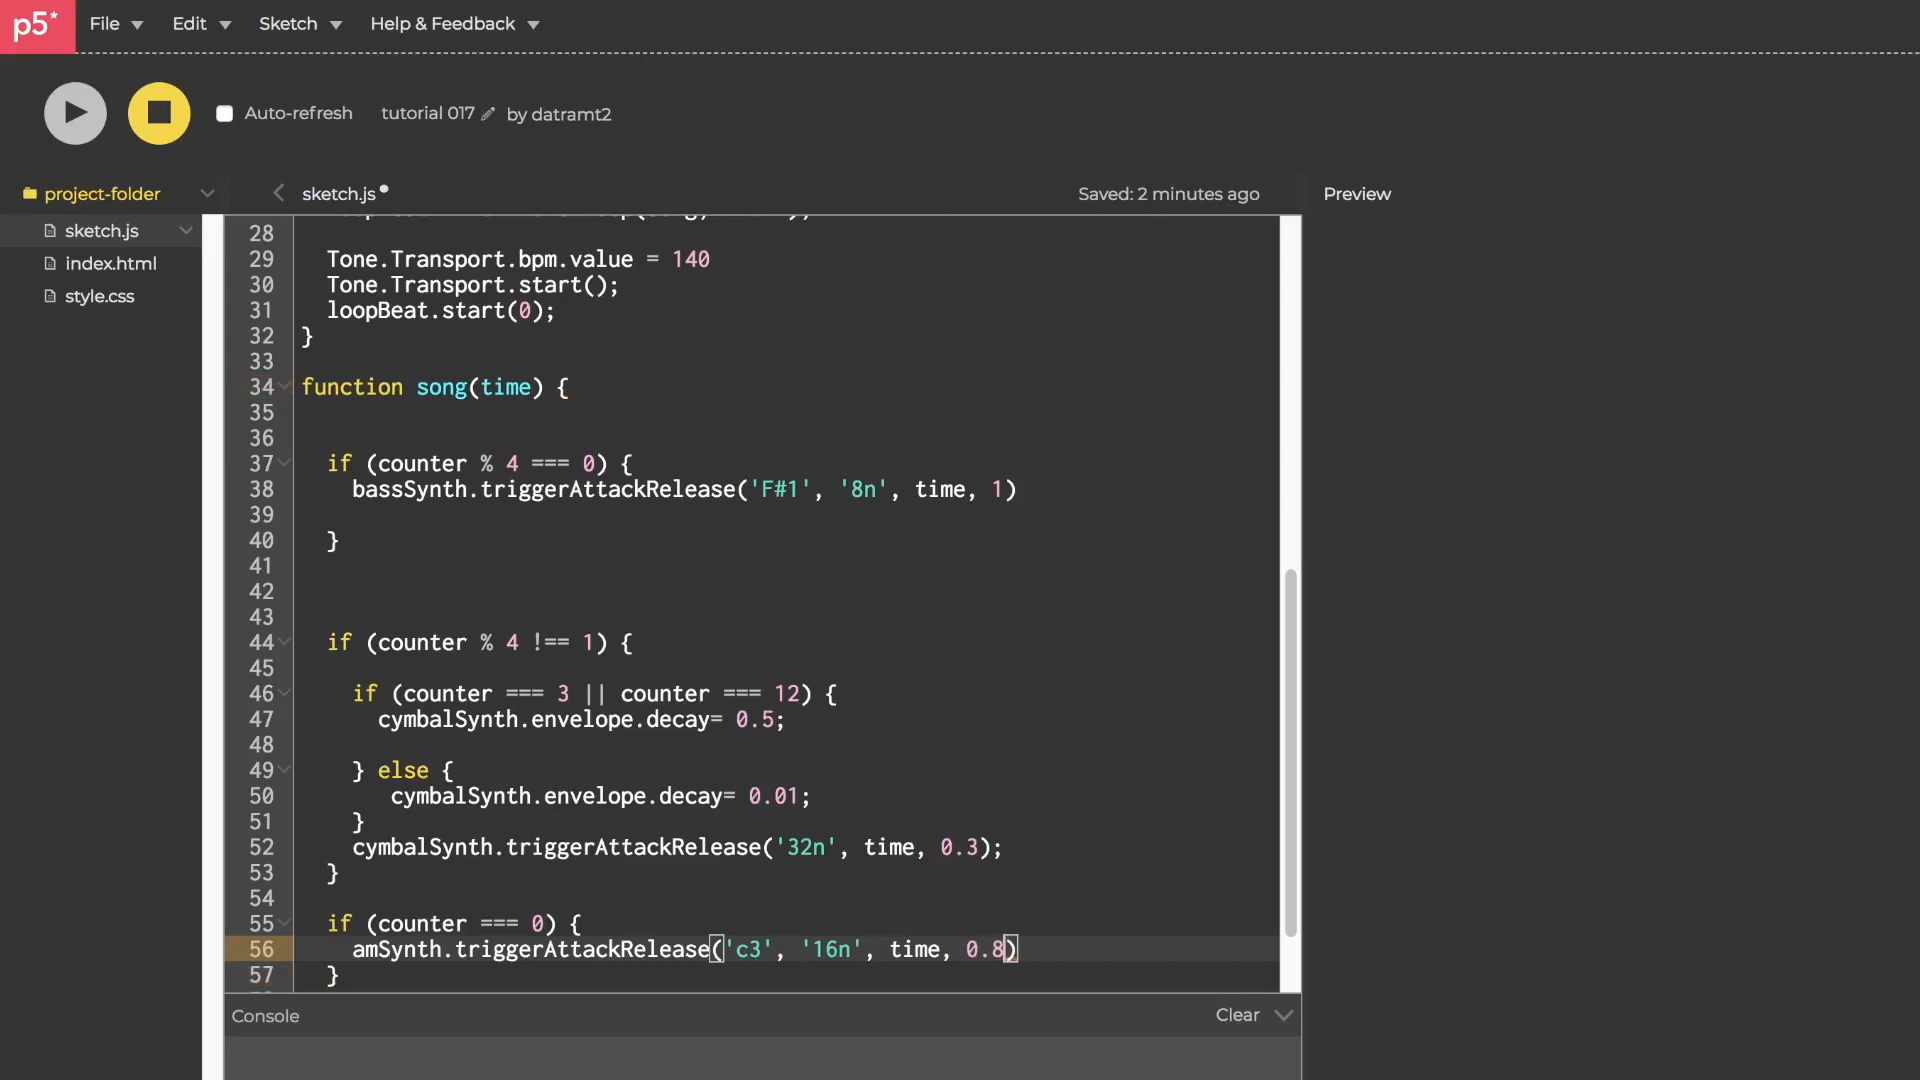 p5* File Edit Sketch Help & Feedback
Auto-refresh tutorial 017 by datramt2
project-folder
sketch.js
index.html
style.css
sketch.js Saved: 2 minutes ago Preview
28
29 Tone.Transport.bpm.value = 140
30 Tone.Transport.start();
31 loopBeat.start(0);
32 }
33
34 function song(time) {
35
36
37 if (counter % 4 === 0) {
38 bassSynth.triggerAttackRelease('F#1', '8n', time, 1)
39
40 }
41
42
43
44 if (counter % 4 !== 1) {
45
46 if (counter === 3 || counter === 12) {
47 cymbalSynth.envelope.decay= 0.5;
48
49 } else {
50 cymbalSynth.envelope.decay= 0.01;
51 }
52 cymbalSynth.triggerAttackRelease('32n', time, 0.3);
53 }
54
55 if (counter === 0) {
56 amSynth.triggerAttackRelease('c3', '16n', time, 0.8)
57 }
Console Clear